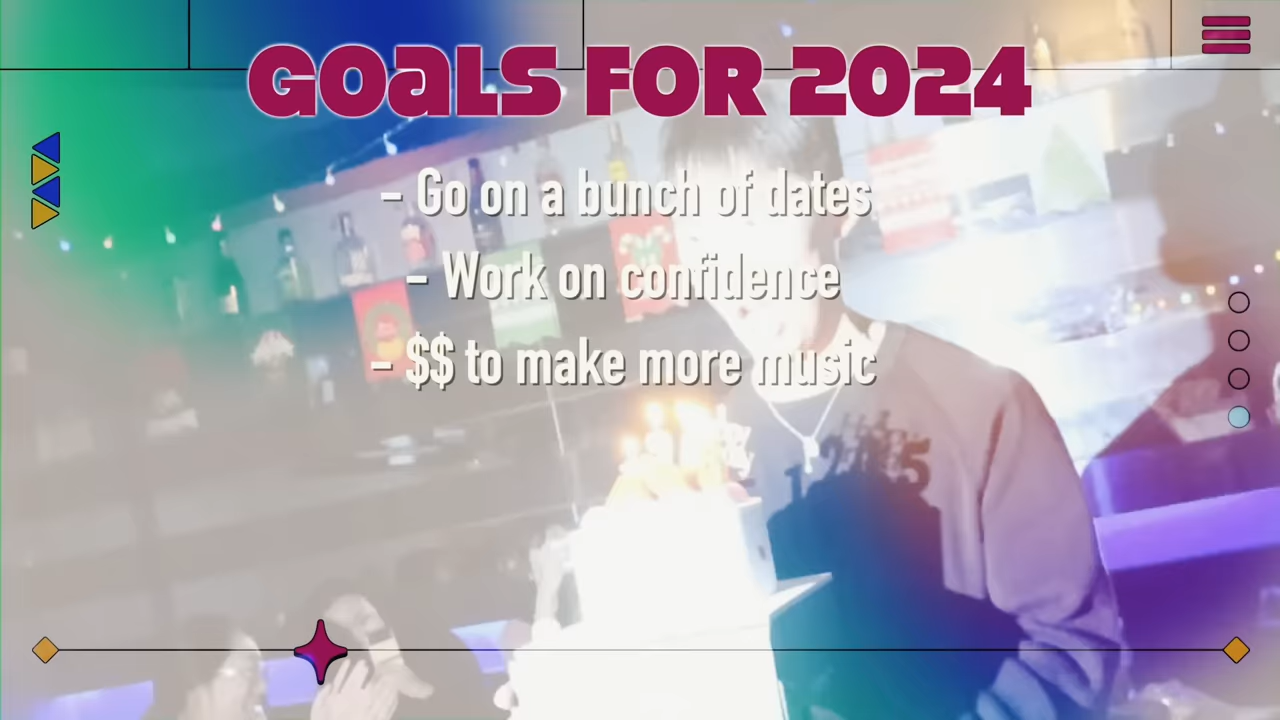 GOALS FOR 2024
- Go on a bunch of dates
- Work on confidence
- $$ to make more music